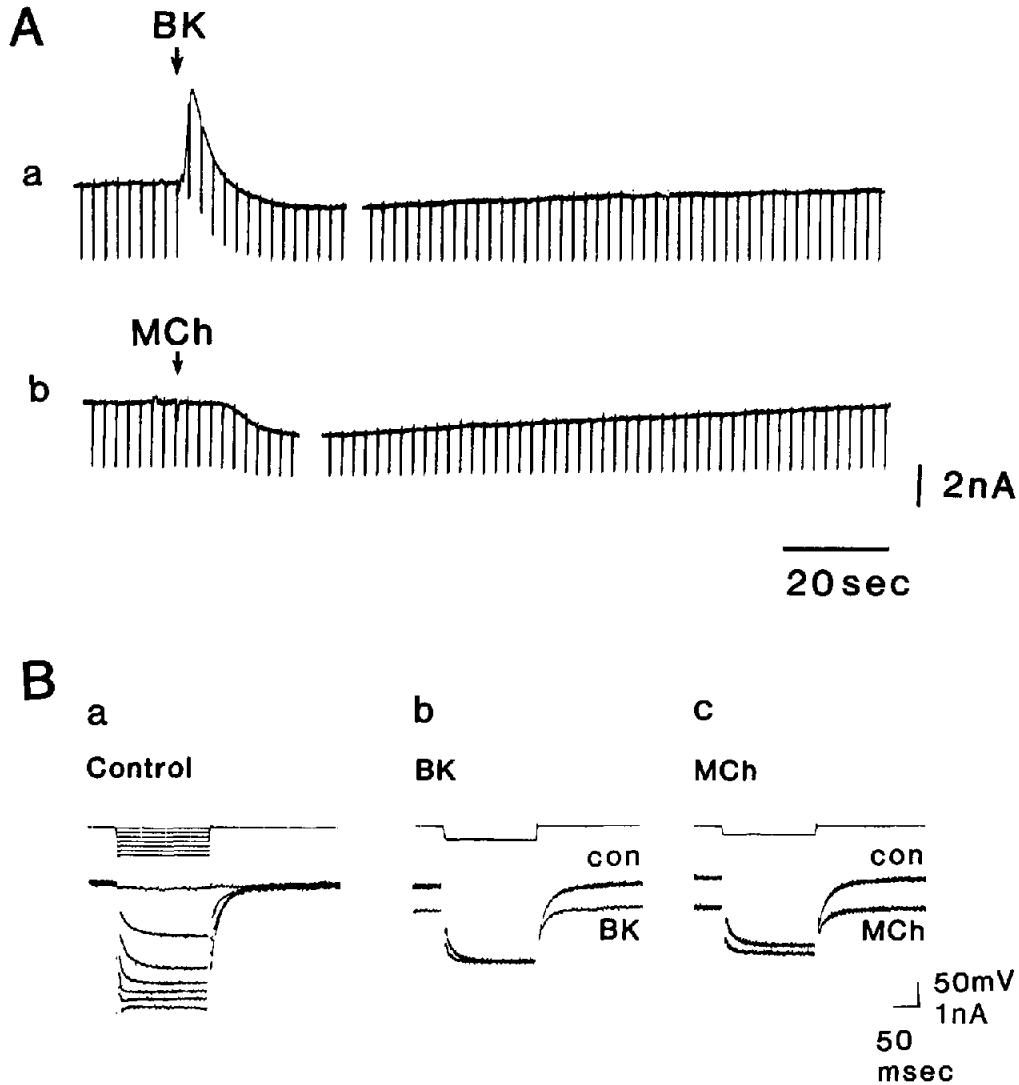 A
BK
a
MCh
b
2nA
20sec
B
a
b
c
Control
BK
MCh
con
con
BK
MCh
50mV
1nA
50
msec